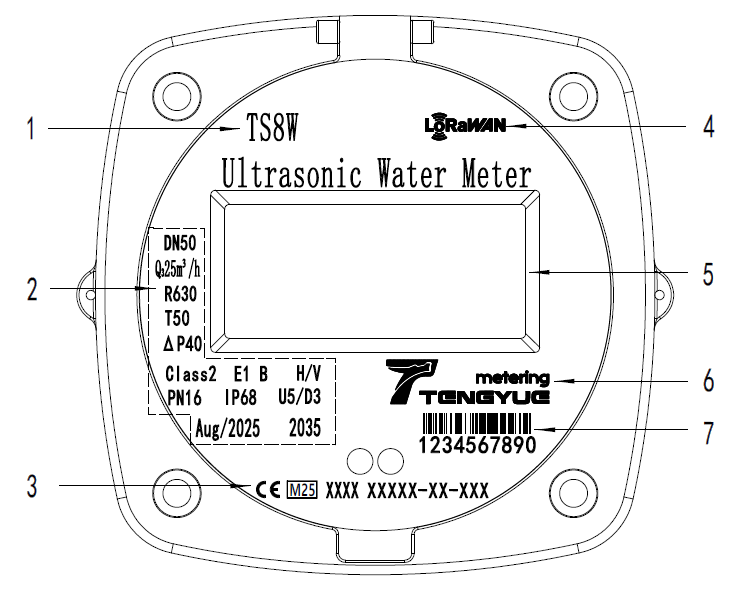 1
TS8W
LoRaWAN
4
Ultrasonic Water Meter
2
DN50
Q₃25m³/h
R630
T50
ΔP40
5
Class2 E1 B H/V
PN16 IP68 U5/D3
Aug/2025 2035
metering
TENGYUE
6
1234567890
7
3
CE M25 XXXX XXXXX-XX-XXX